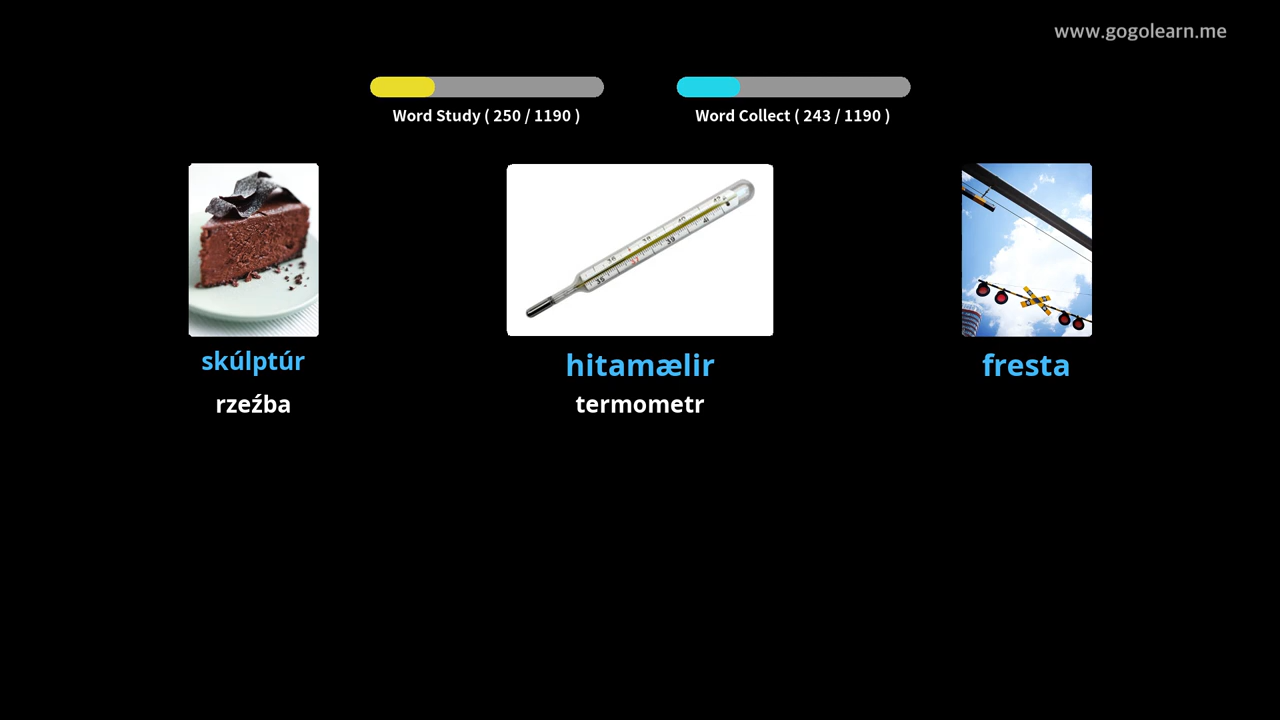 www.gogolearn.me
Word Study ( 250 / 1190 )
Word Collect ( 243 / 1190 )
skúlptúr
hitamælir
fresta
rzeźba
termometr